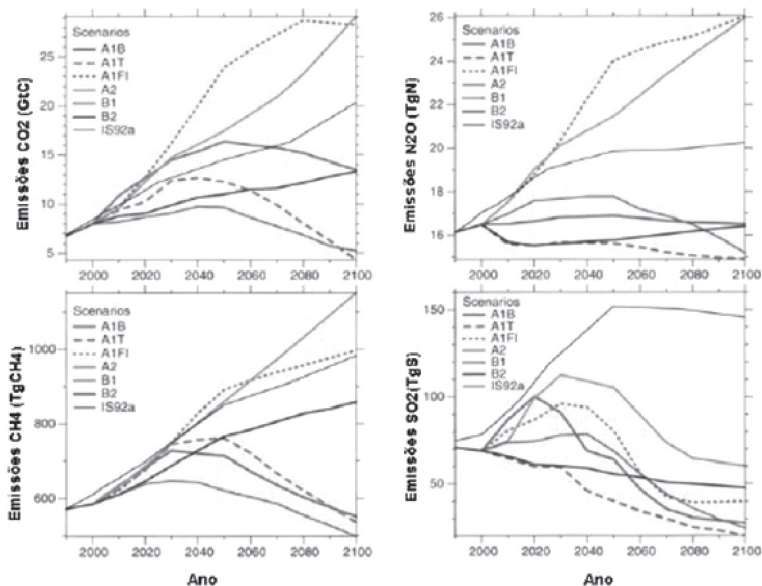 Emissões CO2 (GtC)
25
20
15
10
5
Scenarios
A1B
A1T
A1FI
A2
B1
B2
IS92a
2000 2020 2040 2060 2080 2100
Emissões N2O (TgN)
26
24
22
20
18
16
Scenarios
A1B
A1T
A1FI
A2
B1
B2
IS92a
2000 2020 2040 2060 2080 2100
Emissões CH4 (TgCH4)
1000
800
600
Scenarios
A1B
A1T
A1FI
A2
B1
B2
IS92a
2000 2020 2040 2060 2080 2100
Ano
Emissões SO2(TgS)
150
100
50
Scenarios
A1B
A1T
A1FI
A2
B1
B2
IS92a
2000 2020 2040 2060 2080 2100
Ano